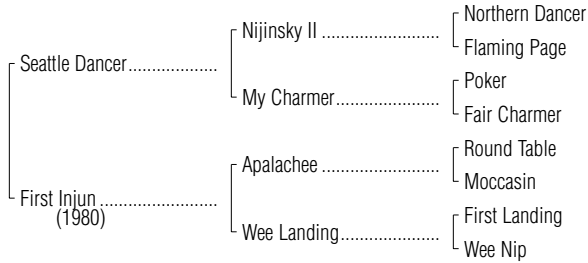 Northern Dancer
Nijinsky II ......................
Flaming Page
Seattle Dancer..................
Poker
My Charmer...................
Fair Charmer
Round Table
Apalachee ......................
Moccasin
First Injun ........................
(1980)
First Landing
Wee Landing..................
Wee Nip